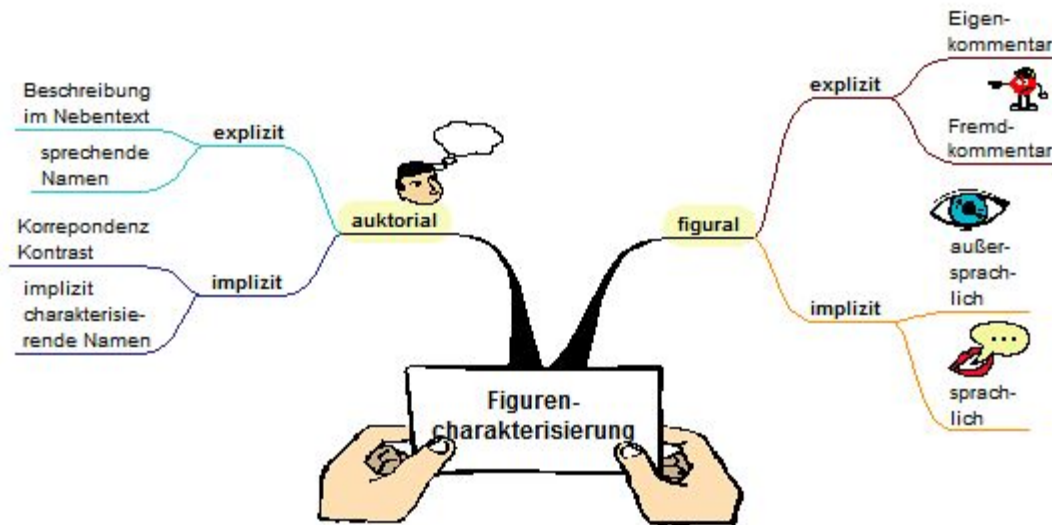 Beschreibung
im Nebentext
explizit
sprechende
Namen
auktorial
Korrepondenz
Kontrast
implizit
implizit
charakterisie-
rende Namen
Eigen-
kommentar
explizit
Fremd-
kommentar
figural
außer-
sprach-
lich
implizit
sprach-
lich
Figuren-
charakterisierung